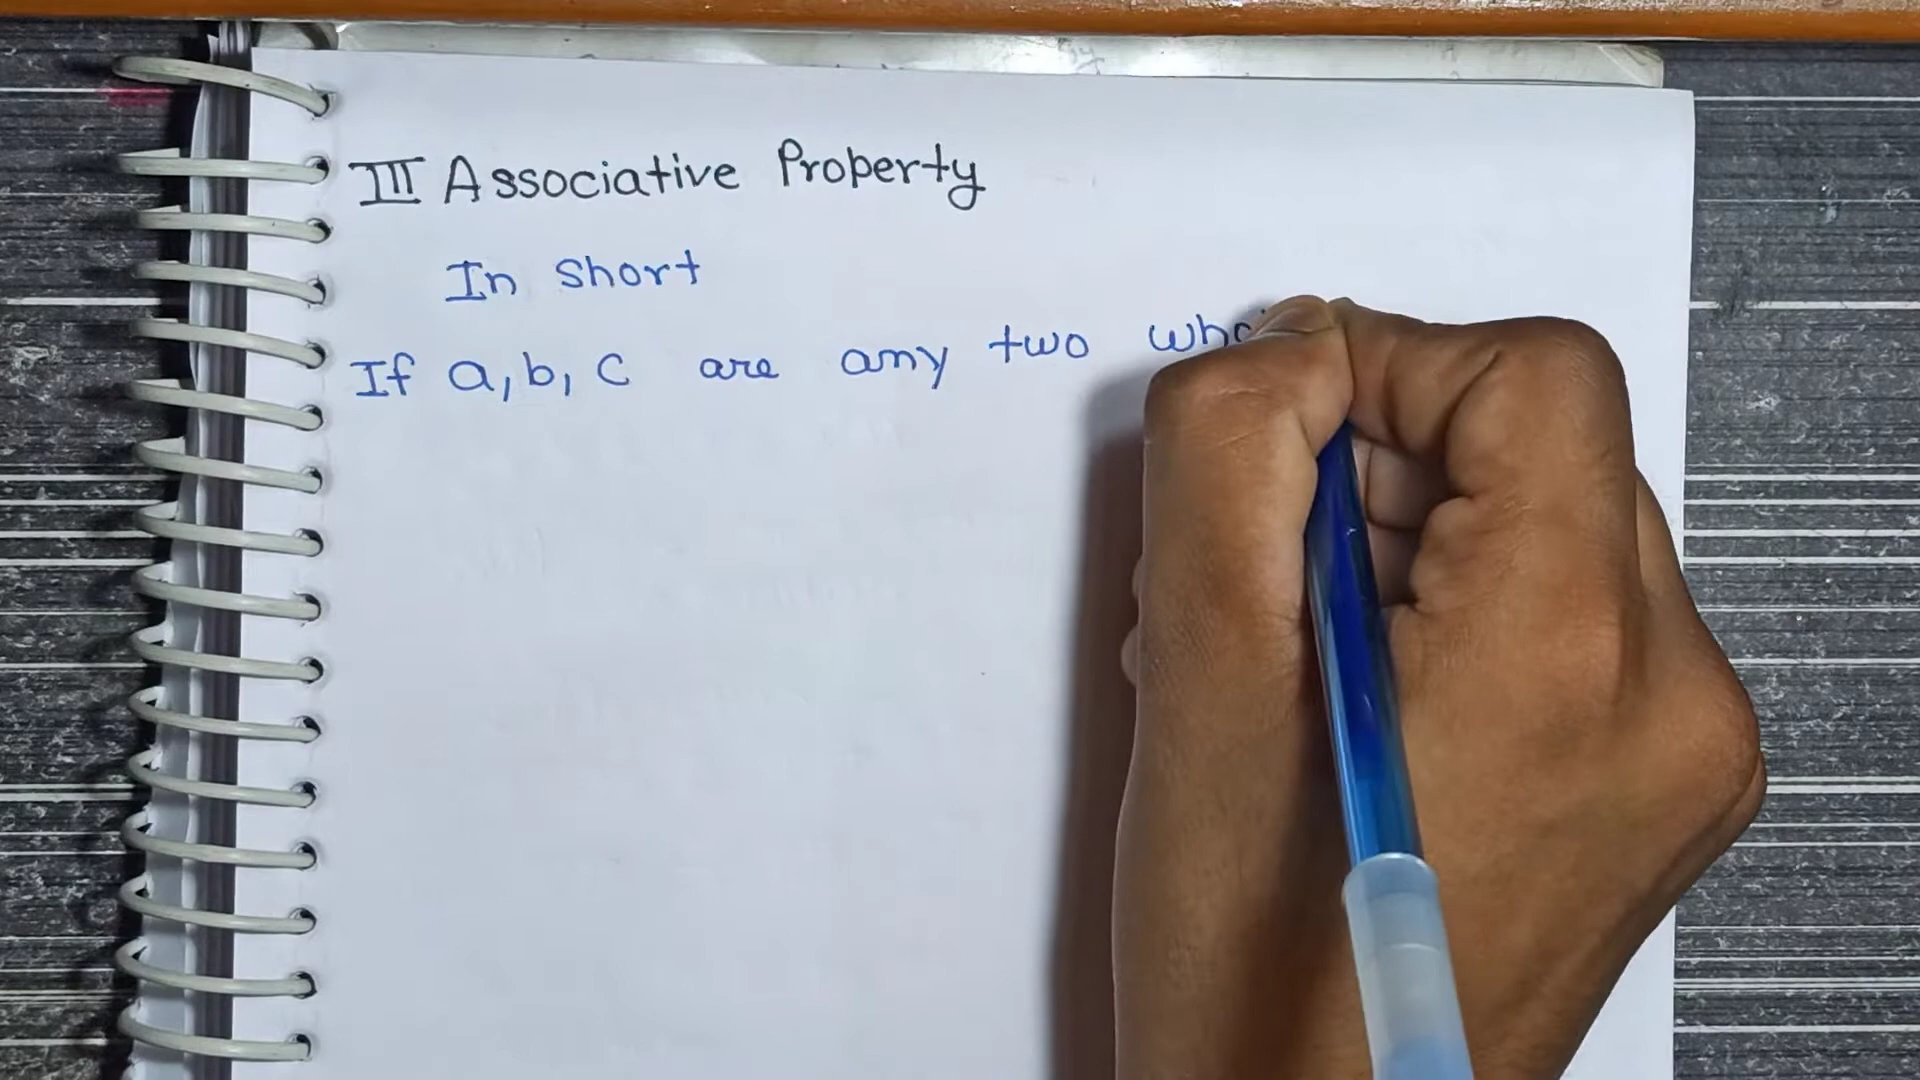 III Associative Property
In Short
If a, b, c are any two